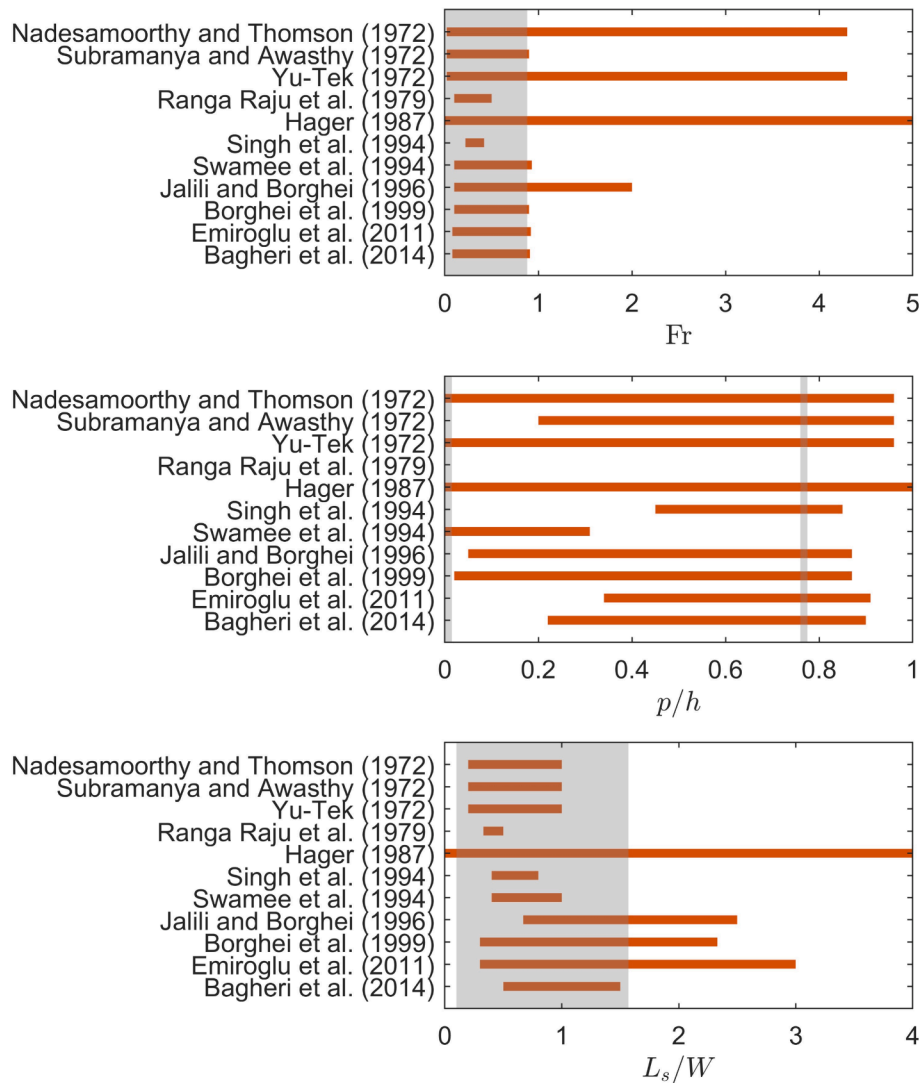 Nadesamoorthy and Thomson (1972)
Subramanya and Awasthy (1972)
Yu-Tek (1972)
Ranga Raju et al. (1979)
Hager (1987)
Singh et al. (1994)
Swamee et al. (1994)
Jalili and Borghei (1996)
Borghei et al. (1999)
Emiroglu et al. (2011)
Bagheri et al. (2014)
0 1 2 3 4 5
Fr
Nadesamoorthy and Thomson (1972)
Subramanya and Awasthy (1972)
Yu-Tek (1972)
Ranga Raju et al. (1979)
Hager (1987)
Singh et al. (1994)
Swamee et al. (1994)
Jalili and Borghei (1996)
Borghei et al. (1999)
Emiroglu et al. (2011)
Bagheri et al. (2014)
0 0.2 0.4 0.6 0.8 1
p/h
Nadesamoorthy and Thomson (1972)
Subramanya and Awasthy (1972)
Yu-Tek (1972)
Ranga Raju et al. (1979)
Hager (1987)
Singh et al. (1994)
Swamee et al. (1994)
Jalili and Borghei (1996)
Borghei et al. (1999)
Emiroglu et al. (2011)
Bagheri et al. (2014)
0 1 2 3 4
L_s/W